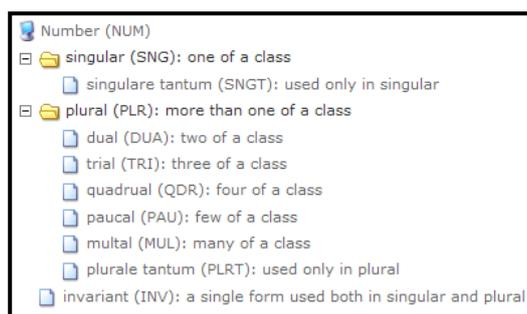 Number (NUM)
singular (SNG): one of a class
singulare tantum (SNGT): used only in singular
plural (PLR): more than one of a class
dual (DUA): two of a class
trial (TRI): three of a class
quadrual (QDR): four of a class
paucal (PAU): few of a class
multal (MUL): many of a class
plurale tantum (PLRT): used only in plural
invariant (INV): a single form used both in singular and plural